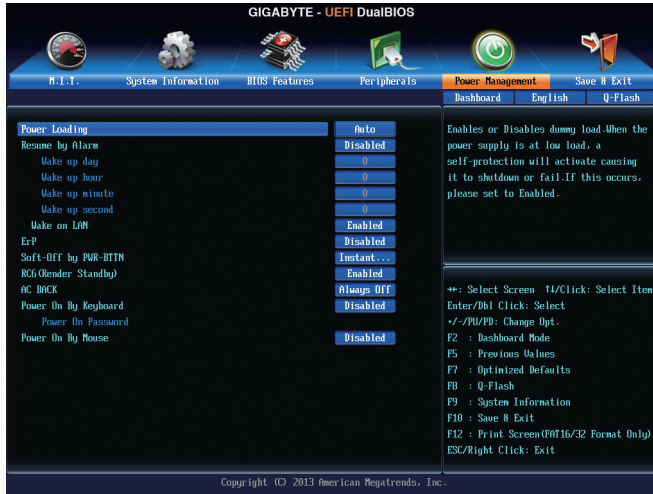 GIGABYTE - UEFI DualBIOS
M.I.T. System Information BIOS Features Peripherals Power Management Save & Exit
Dashboard English Q-Flash
Power Loading Auto
Resume by Alarm Disabled
Wake up day 0
Wake up hour 0
Wake up minute 0
Wake up second 0
Wake on LAN Enabled
ErP Disabled
Soft-Off by PWR-BTTN Instant...
RC6(Render Standby) Enabled
AC BACK Always Off
Power On By Keyboard Disabled
Power On Password
Power On By Mouse Disabled
Enables or Disables dummy load.When the
power supply is at low load, a
self-protection will activate causing
it to shutdown or fail.If this occurs,
please set to Enabled.
→←: Select Screen ↑↓/Click: Select Item
Enter/Dbl Click: Select
+/-/PU/PD: Change Opt.
F2 : Dashboard Mode
F5 : Previous Values
F7 : Optimized Defaults
F8 : Q-Flash
F9 : System Information
F10 : Save & Exit
F12 : Print Screen(FAT16/32 Format Only)
ESC/Right Click: Exit
Copyright (C) 2013 American Megatrends, Inc.